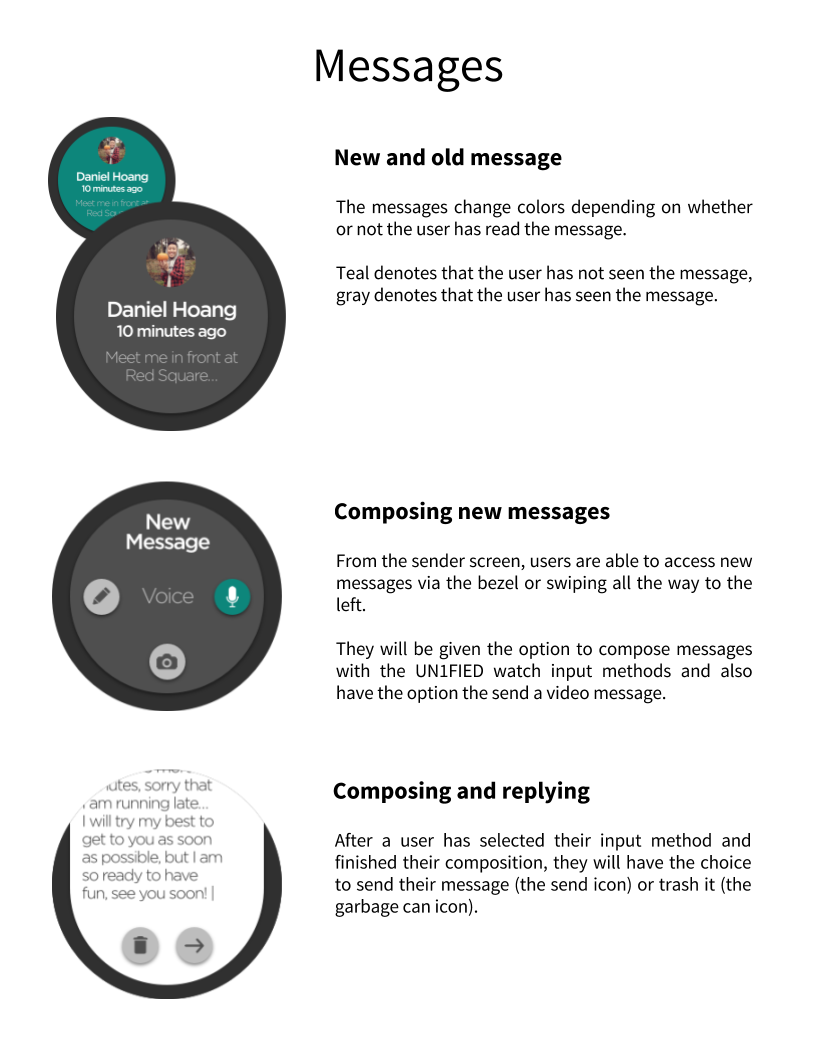 Messages
Daniel Hoang
10 minutes ago
Meet me in front at
Red
Daniel Hoang
10 minutes ago
Meet me in front at
Red Square...
New and old message
The messages change colors depending on whether
or not the user has read the message.
Teal denotes that the user has not seen the message,
gray denotes that the user has seen the message.
New
Message
Voice
Composing new messages
From the sender screen, users are able to access new
messages via the bezel or swiping all the way to the
left.
They will be given the option to compose messages
with the UN1FIED watch input methods and also
have the option the send a video message.
sorry that
am running late...
I will try my best to
get to you as soon
as possible, but I am
so ready to have
fun, see you soon! |
Composing and replying
After a user has selected their input method and
finished their composition, they will have the choice
to send their message (the send icon) or trash it (the
garbage can icon).